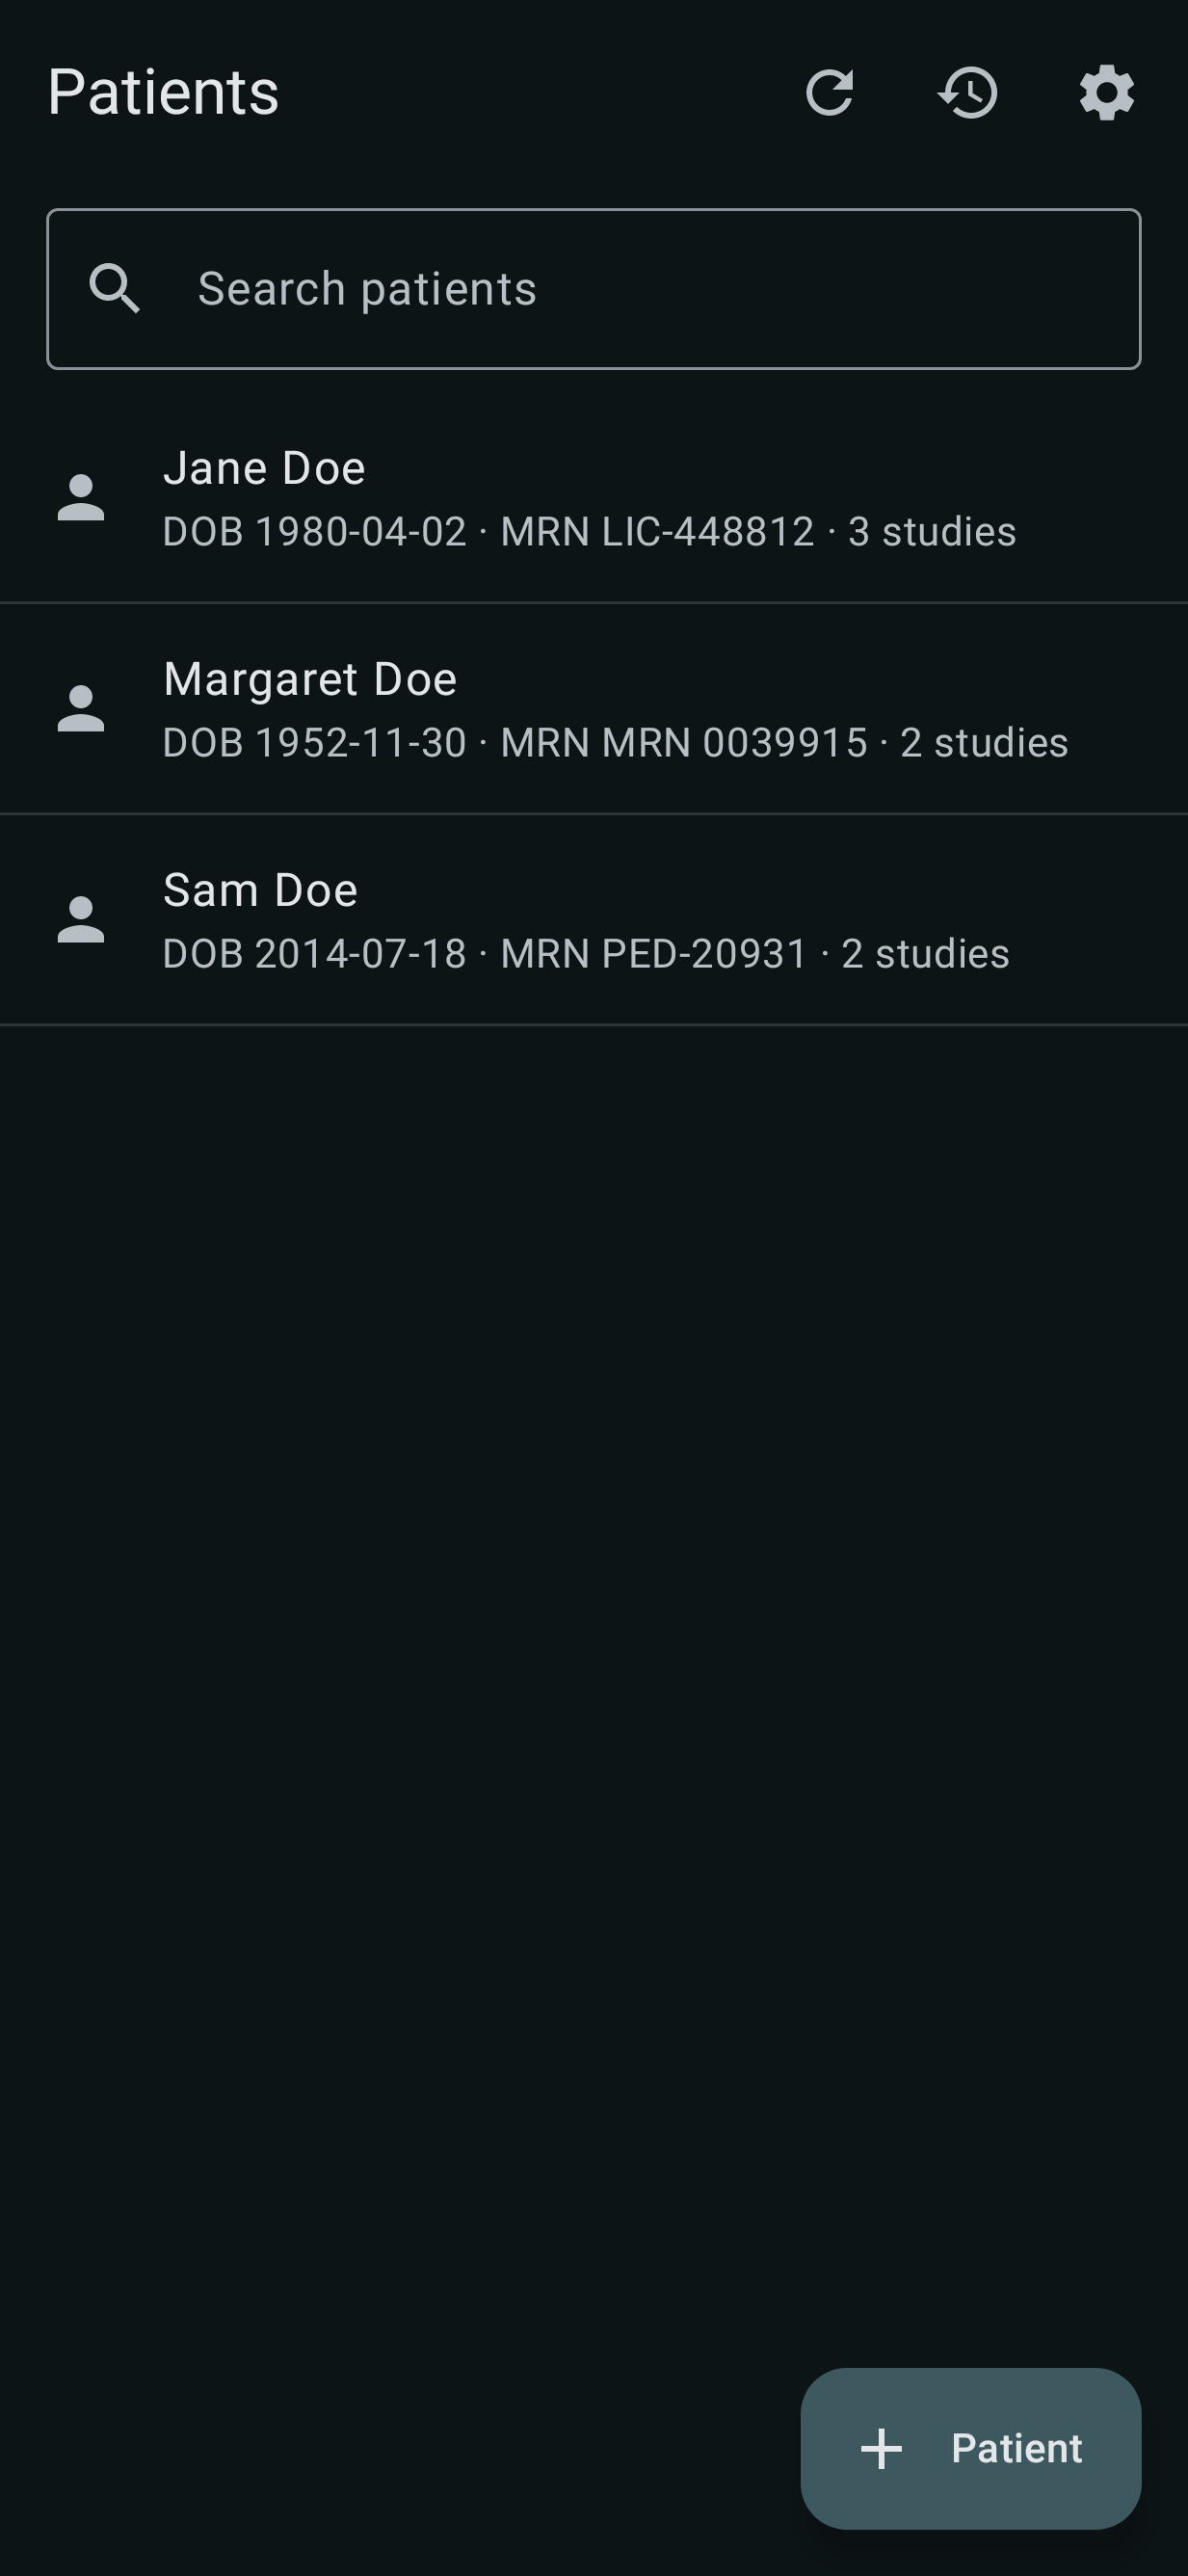 Patients
Search patients
Jane Doe
DOB 1980-04-02 · MRN LIC-448812 · 3 studies
Margaret Doe
DOB 1952-11-30 · MRN MRN 0039915 · 2 studies
Sam Doe
DOB 2014-07-18 · MRN PED-20931 · 2 studies
Patient